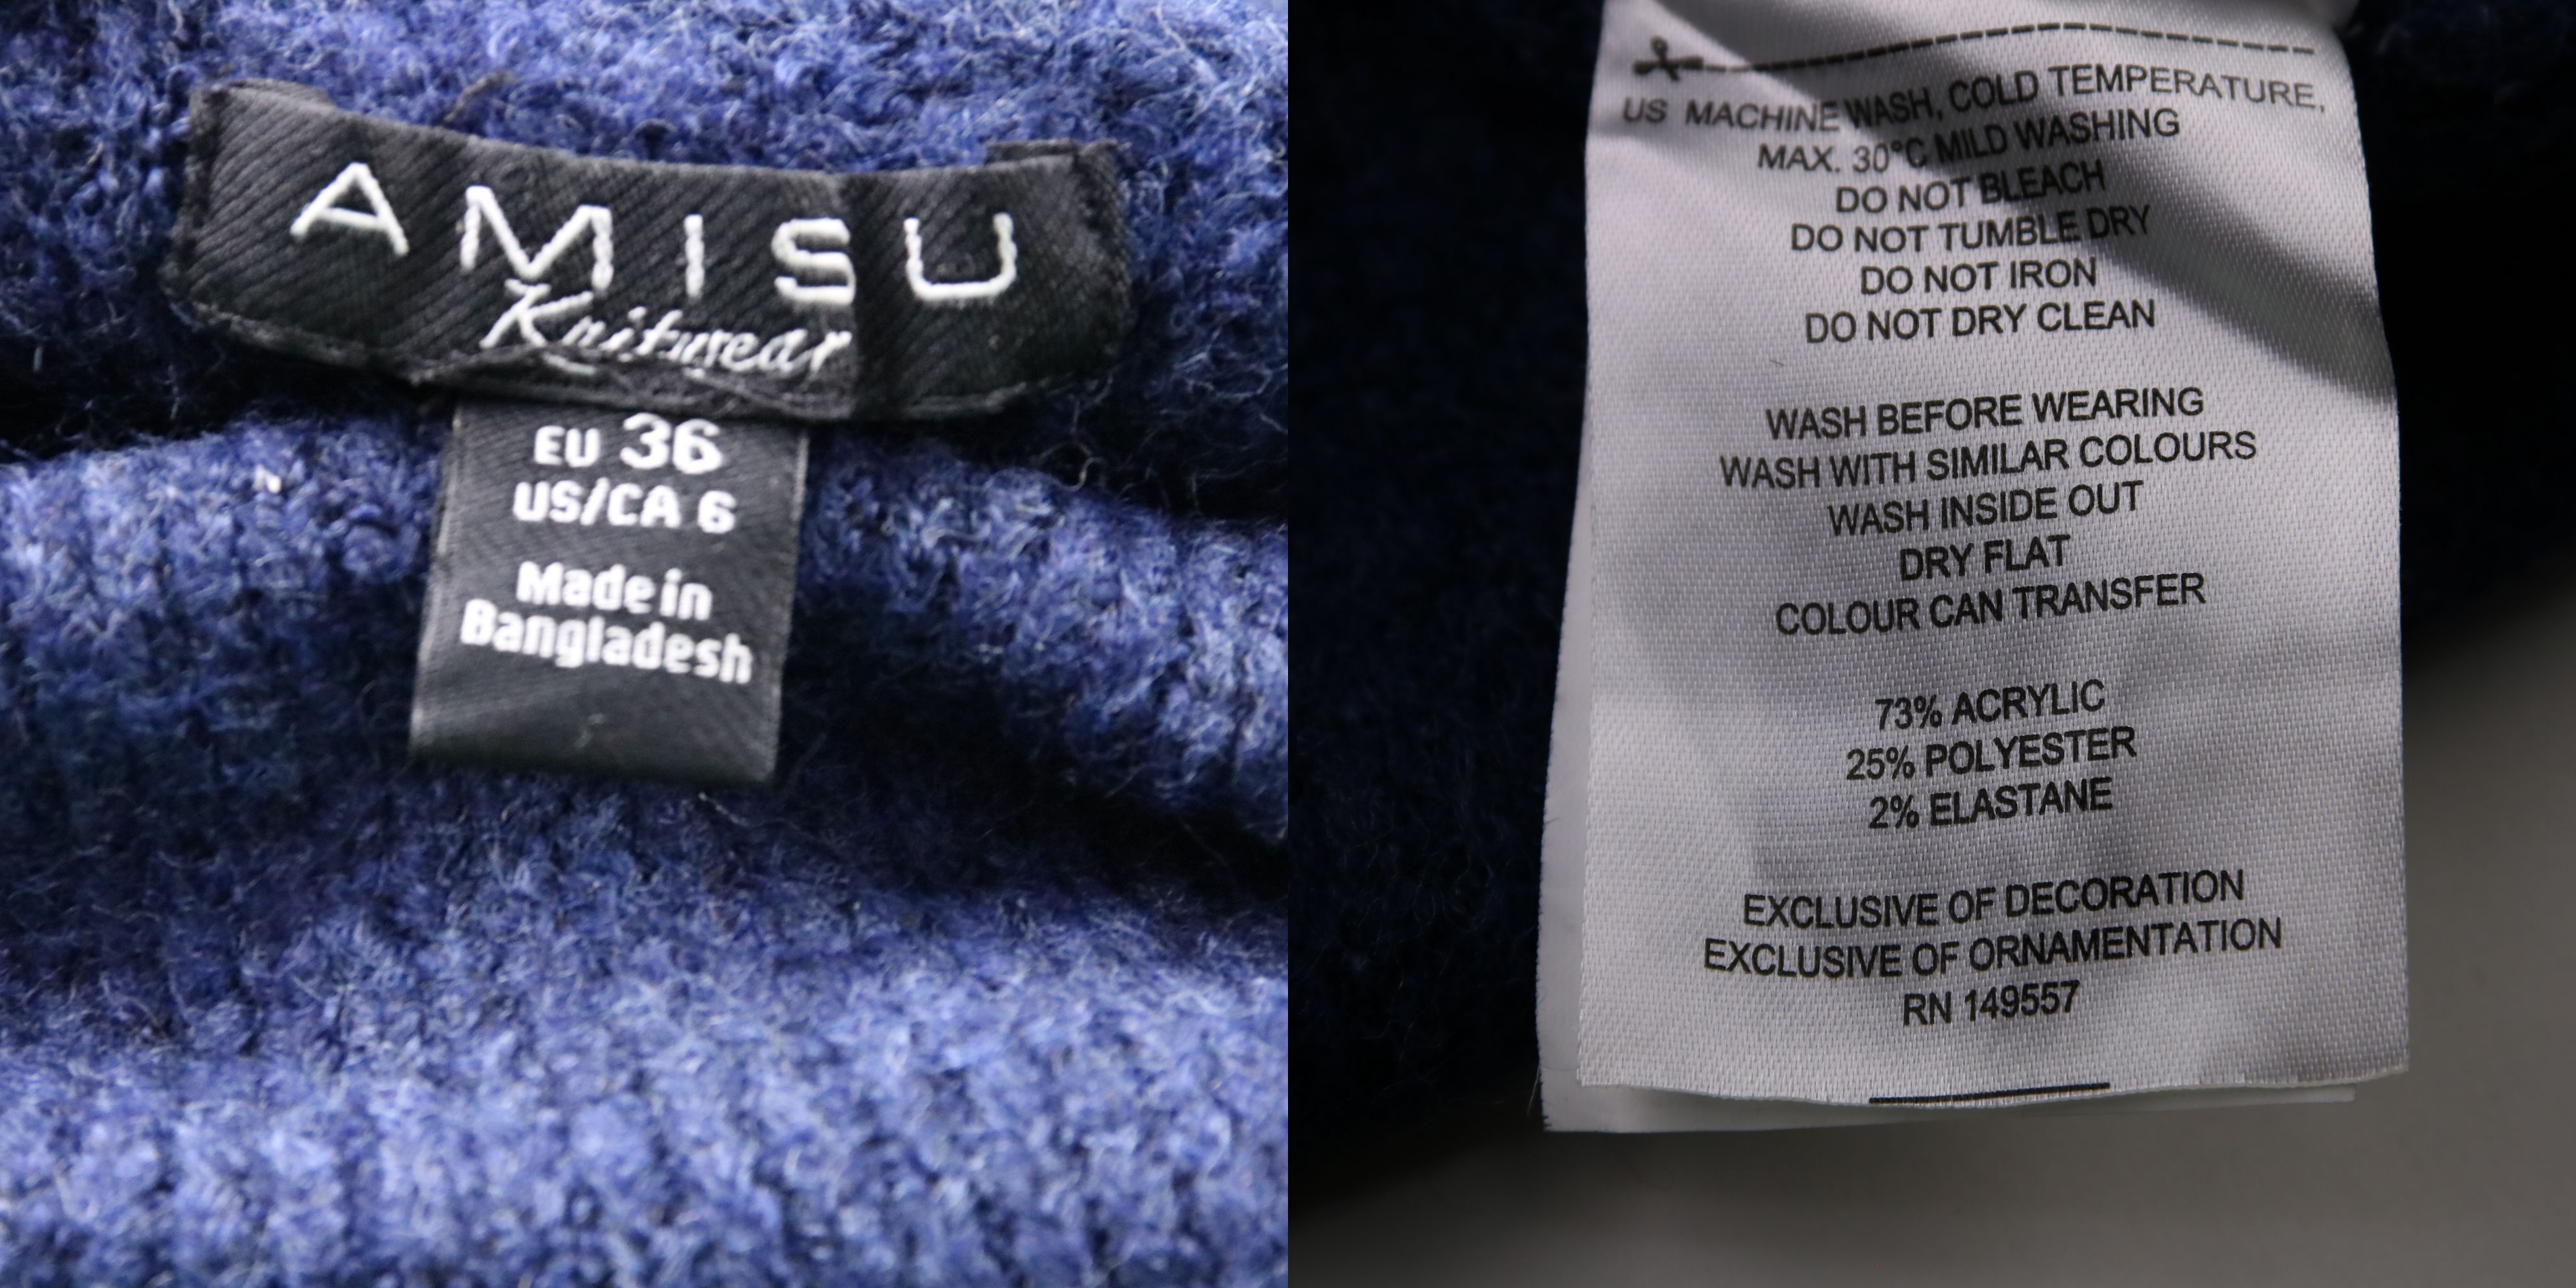 AMISU
Knitwear
EU 36
US/CA 6
Made in
Bangladesh
US MACHINE WASH, COLD TEMPERATURE,
MAX. 30°C MILD WASHING
DO NOT BLEACH
DO NOT TUMBLE DRY
DO NOT IRON
DO NOT DRY CLEAN
WASH BEFORE WEARING
WASH WITH SIMILAR COLOURS
WASH INSIDE OUT
DRY FLAT
COLOUR CAN TRANSFER
73% ACRYLIC
25% POLYESTER
2% ELASTANE
EXCLUSIVE OF DECORATION
EXCLUSIVE OF ORNAMENTATION
RN 149557